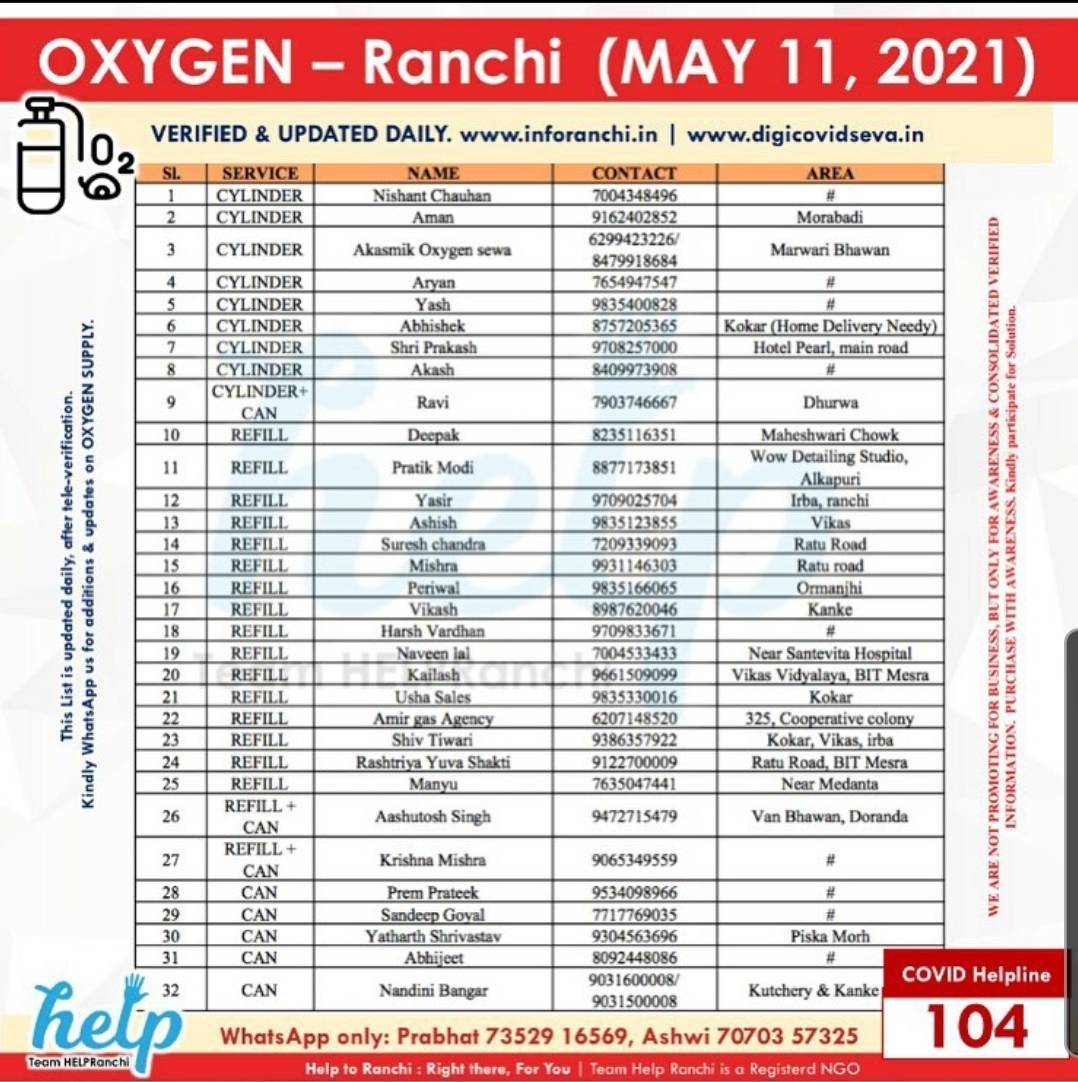 OXYGEN – Ranchi (MAY 11, 2021)
O2
VERIFIED & UPDATED DAILY. www.inforanchi.in | www.digicovidseva.in
Sl. SERVICE NAME CONTACT AREA
1 CYLINDER Nishant Chauhan 7004348496 #
2 CYLINDER Aman 9162402852 Morabadi
3 CYLINDER Akasmik Oxygen sewa 6299423226/ 8479918684 Marwari Bhawan
4 CYLINDER Aryan 7654947547 #
5 CYLINDER Yash 9835400828 #
6 CYLINDER Abhishek 8757205365 Kokar (Home Delivery Needy)
7 CYLINDER Shri Prakash 9708257000 Hotel Pearl, main road
8 CYLINDER Akash 8409973908 #
9 CYLINDER+ CAN Ravi 7903746667 Dhurwa
10 REFILL Deepak 8235116351 Maheshwari Chowk
11 REFILL Pratik Modi 8877173851 Wow Detailing Studio, Alkapuri
12 REFILL Yasir 9709025704 Irba, ranchi
13 REFILL Ashish 9835123855 Vikas
14 REFILL Suresh chandra 7209339093 Ratu Road
15 REFILL Mishra 9931146303 Ratu road
16 REFILL Periwal 9835166065 Ormanjhi
17 REFILL Vikash 8987620046 Kanke
18 REFILL Harsh Vardhan 9709833671 #
19 REFILL Naveen lal 7004533433 Near Santevita Hospital
20 REFILL Kailash 9661509099 Vikas Vidyalaya, BIT Mesra
21 REFILL Usha Sales 9835330016 Kokar
22 REFILL Amir gas Agency 6207148520 325, Cooperative colony
23 REFILL Shiv Tiwari 9386357922 Kokar, Vikas, irba
24 REFILL Rashtriya Yuva Shakti 9122700009 Ratu Road, BIT Mesra
25 REFILL Manyu 7635047441 Near Medanta
26 REFILL + CAN Aashutosh Singh 9472715479 Van Bhawan, Doranda
27 REFILL + CAN Krishna Mishra 9065349559 #
28 CAN Prem Prateek 9534098966 #
29 CAN Sandeep Goyal 7717769035 #
30 CAN Yatharth Shrivastav 9304563696 Piska Morh
31 CAN Abhijeet 8092448086 #
32 CAN Nandini Bangar 9031600008/ 9031500008 Kutchery & Kanke
help
Team HELPRanchi
This List is updated daily, after tele-verification.
Kindly WhatsApp us for additions & updates on OXYGEN SUPPLY.
WE ARE NOT PROMOTING FOR BUSINESS, BUT ONLY FOR AWARENESS & CONSOLIDATED VERIFIED
INFORMATION. PURCHASE WITH AWARENESS. Kindly participate for Solution.
COVID Helpline
104
help
Team HELPRanchi
WhatsApp only: Prabhat 73529 16569, Ashwi 70703 57325
Help to Ranchi : Right there, For You | Team Help Ranchi is a Registerd NGO